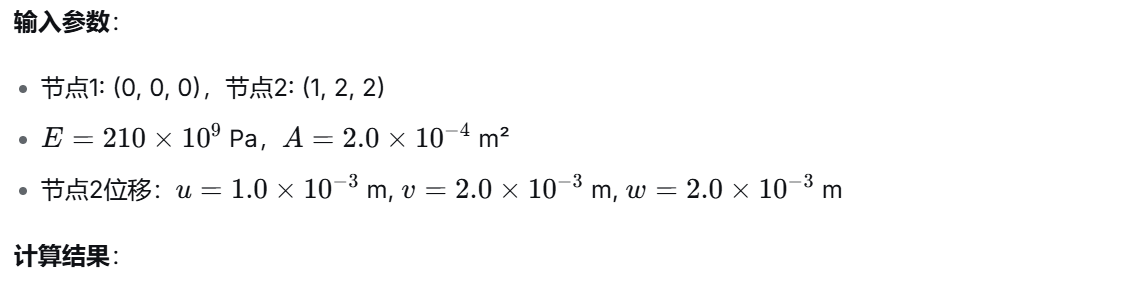 输入参数:
• 节点1: (0, 0, 0)，节点2: (1, 2, 2)
• E = 210 × 10⁹ Pa，A = 2.0 × 10⁻⁴ m²
• 节点2位移：u = 1.0 × 10⁻³ m, v = 2.0 × 10⁻³ m, w = 2.0 × 10⁻³ m
计算结果: